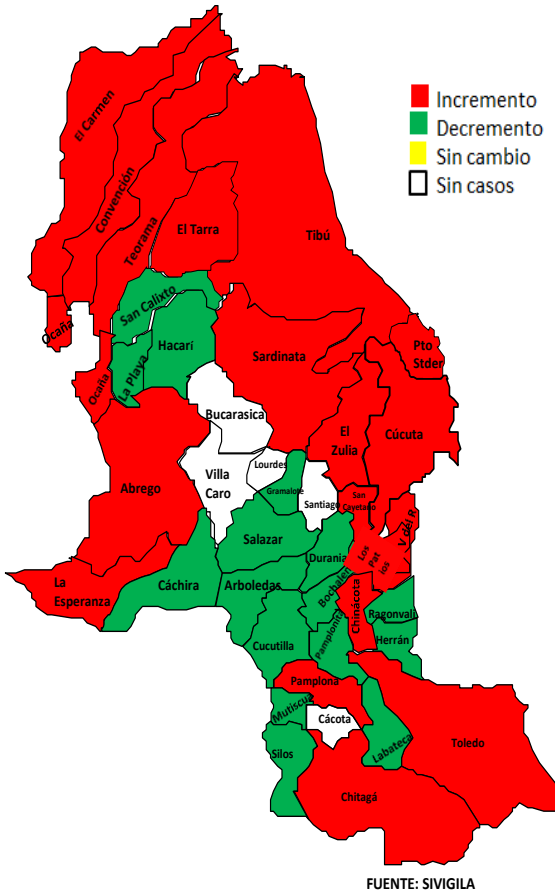 Incremento
Decremento
Sin cambio
Sin casos
El Carmen
Convención
Teorama
El Tarra
Tibú
San Calixto
Ocaña
Hacarí
La Playa
Ocaña
Sardinata
Pto
Stder
Bucarasica
El
Zulia
Cúcuta
Lourdes
Villa
Caro
Gramalote
Santiago
San
Cayetano
Abrego
V del R
Salazar
Durania
Los Pat
ios
La
Esperanza
Cáchira
Arboledas
Bochalem
Chinácota
Ragonvali
Herrán
Pamplonita
Cucutilla
Pamplona
Mutiscua
Cácota
Labateca
Toledo
Silos
Chitagá
FUENTE: SIVIGILA